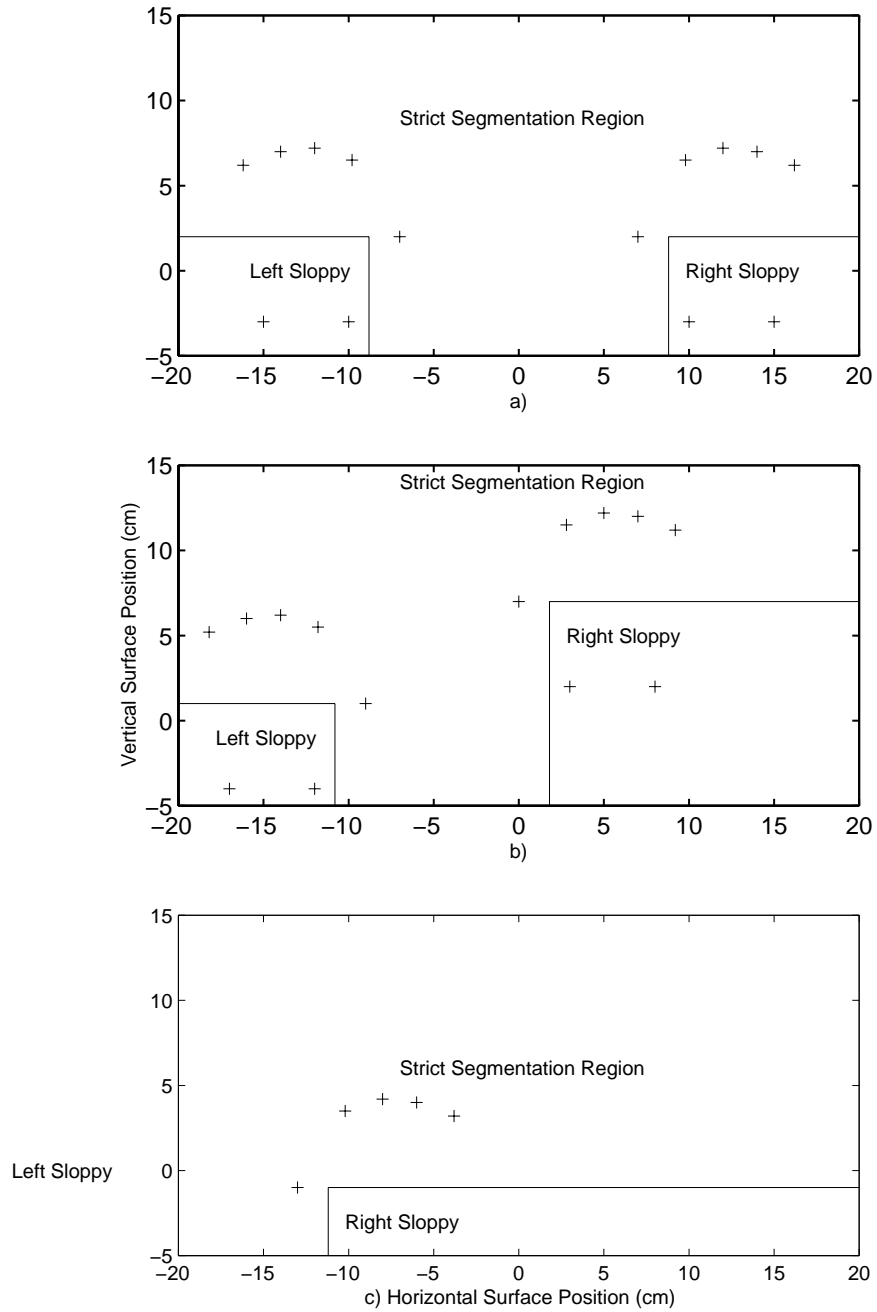 15
10
Strict Segmentation Region
5
Left Sloppy
Right Sloppy
0
−5
−20 −15 −10 −5 0 5 10 15 20
a)
15
Strict Segmentation Region
10
Vertical Surface Position (cm)
5
Right Sloppy
Left Sloppy
0
−5
−20 −15 −10 −5 0 5 10 15 20
b)
15
10
Strict Segmentation Region
5
Left Sloppy
0
Right Sloppy
−5
−20 −15 −10 −5 0 5 10 15 20
c) Horizontal Surface Position (cm)